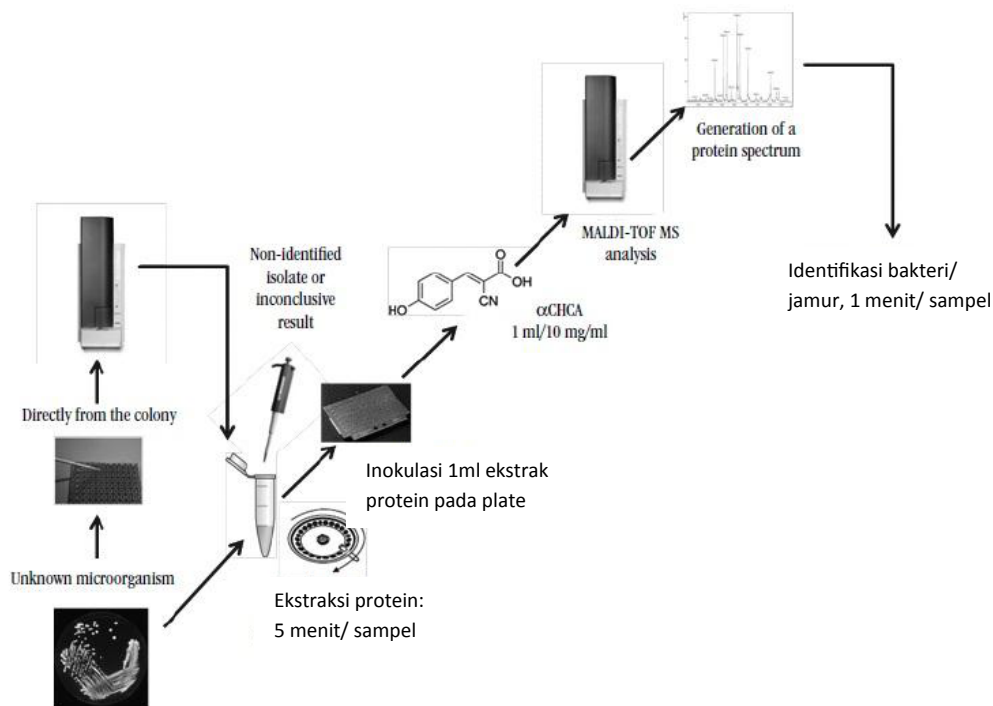 Unknown microorganism
Directly from the colony
Non-identified
isolate or
inconclusive
result
Ekstraksi protein:
5 menit/ sampel
Inokulasi 1ml ekstrak
protein pada plate
HO
O
OH
CN
αCHCA
1 ml/10 mg/ml
MALDI-TOF MS
analysis
Generation of a
protein spectrum
Identifikasi bakteri/
jamur, 1 menit/ sampel